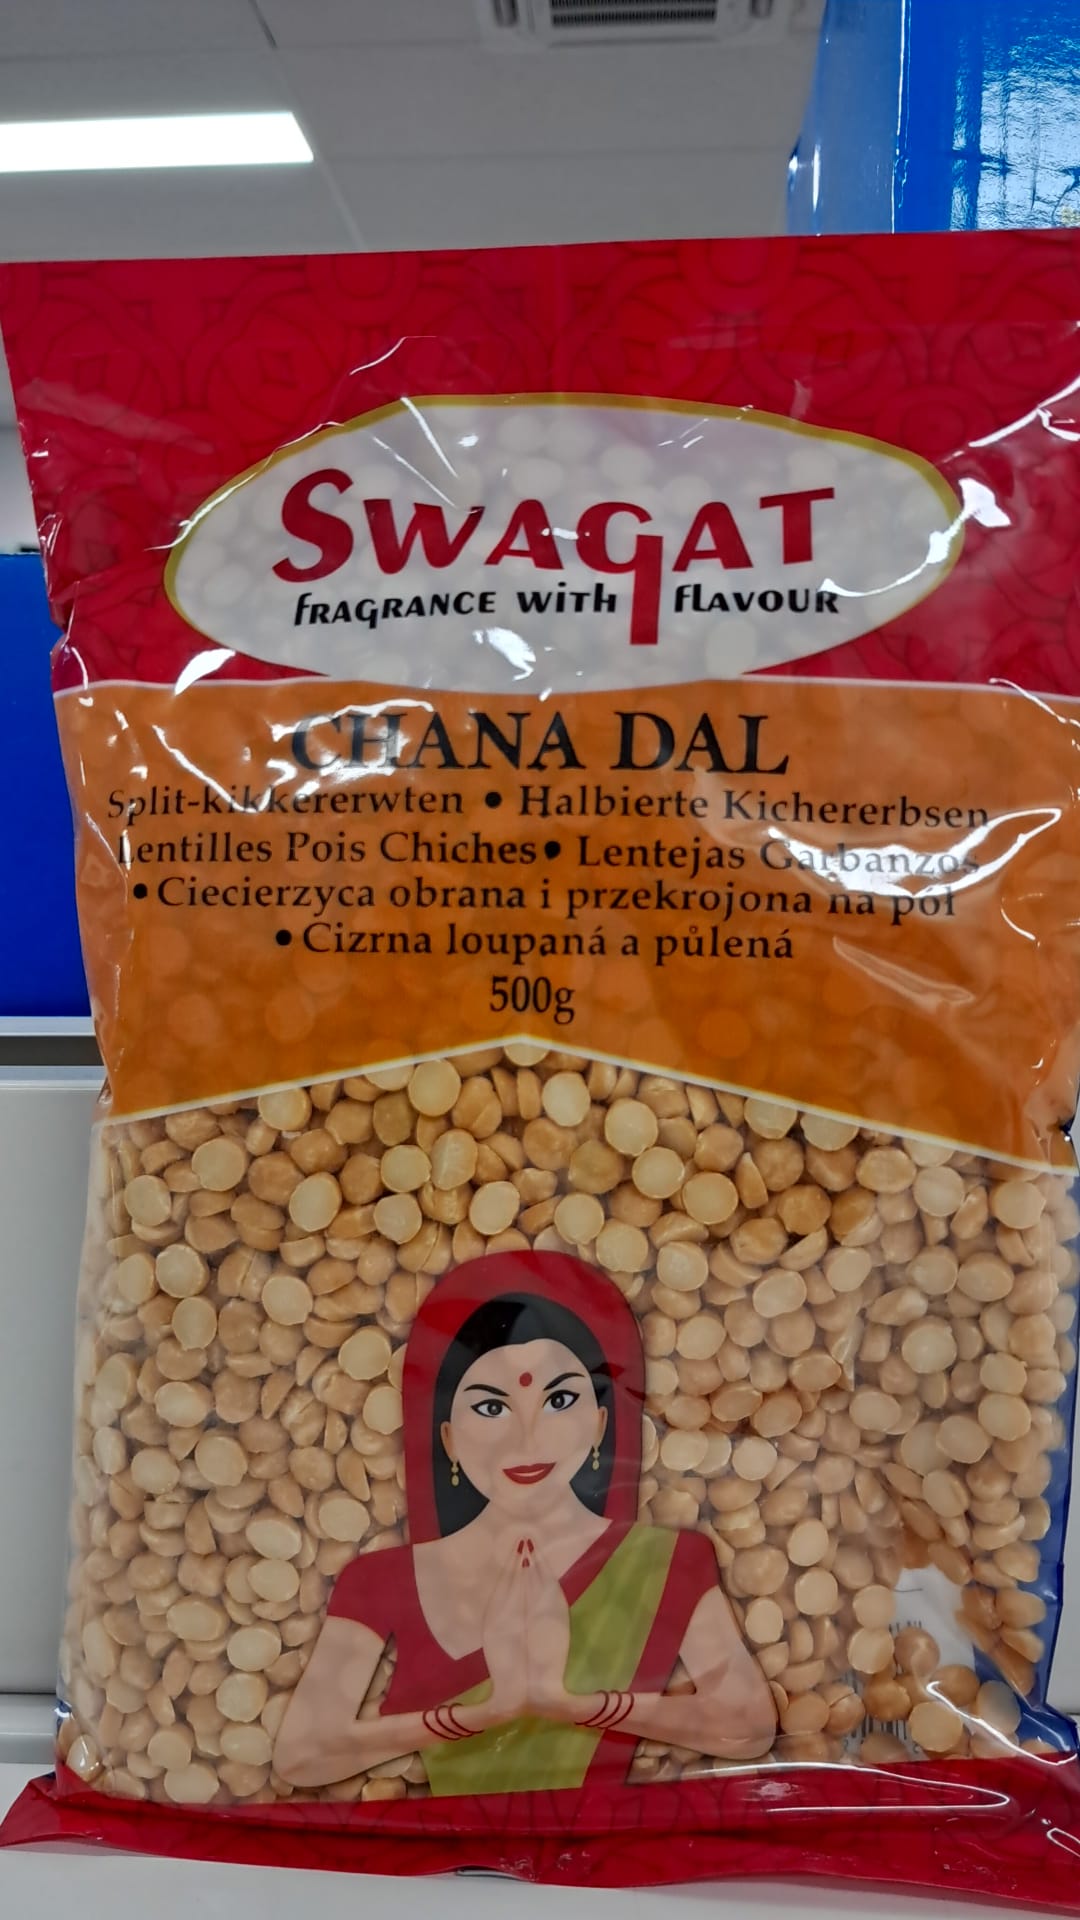 SWAGAT
FRAGRANCE WITH FLAVOUR
CHANA DAL
Split-kikkererwten • Halbierte Kichererbsen
Lentilles Pois Chiches • Lentejas Garbanzos
• Ciecierzyca obrana i przekrojona na pół
• Cizrna loupaná a půlená
500g